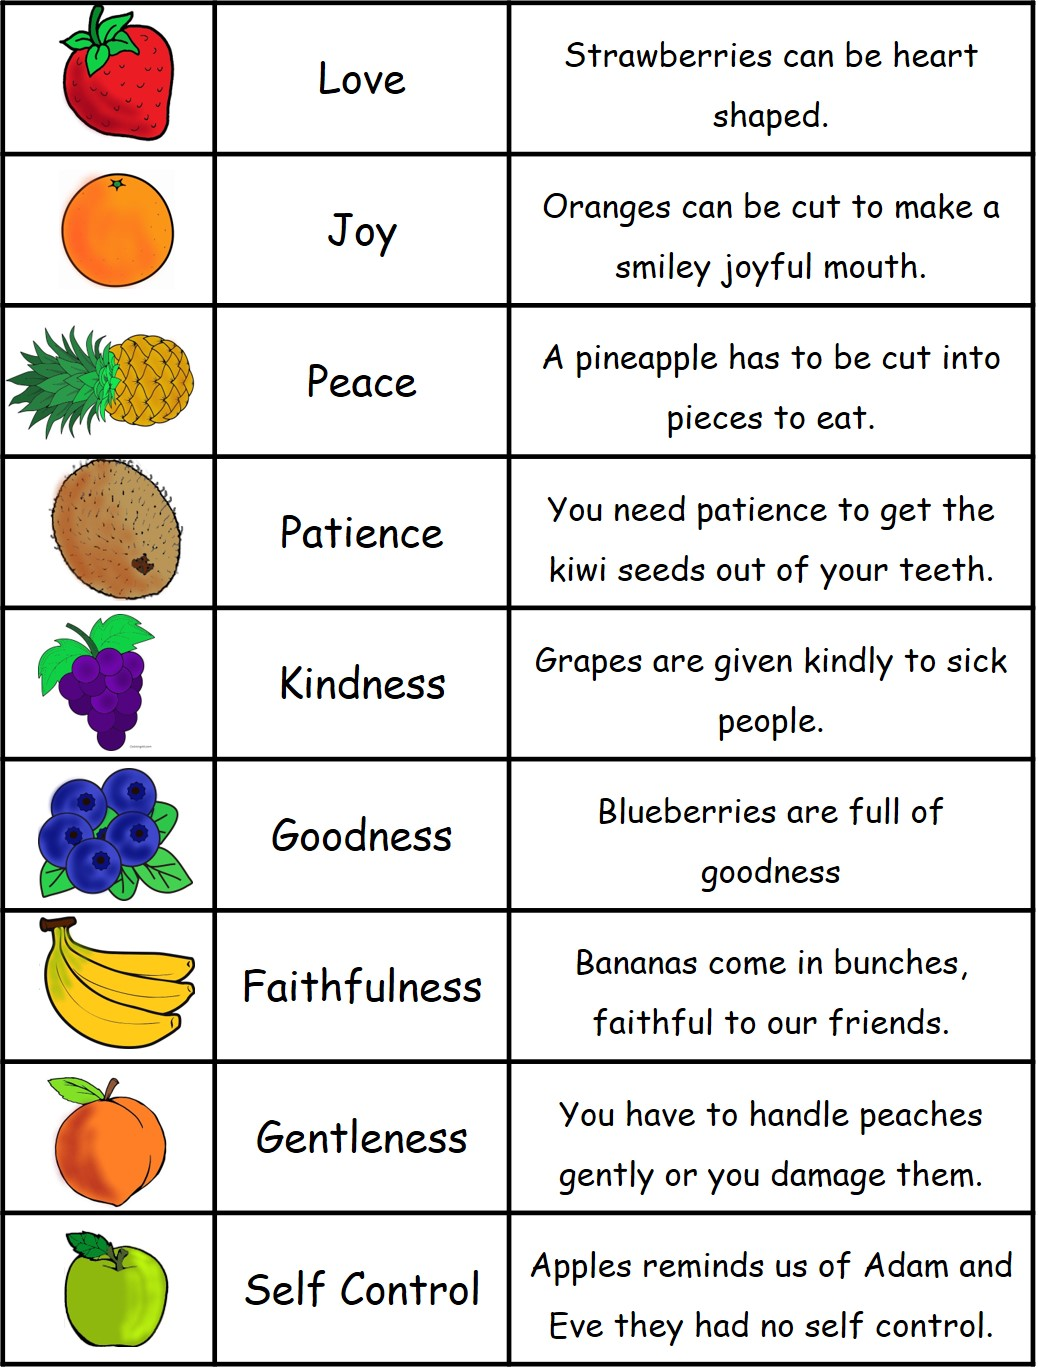 Love
Strawberries can be heart
shaped.
Joy
Oranges can be cut to make a
smiley joyful mouth.
Peace
A pineapple has to be cut into
pieces to eat.
Patience
You need patience to get the
kiwi seeds out of your teeth.
Kindness
Grapes are given kindly to sick
people.
Goodness
Blueberries are full of
goodness
Faithfulness
Bananas come in bunches,
faithful to our friends.
Gentleness
You have to handle peaches
gently or you damage them.
Self Control
Apples reminds us of Adam and
Eve they had no self control.